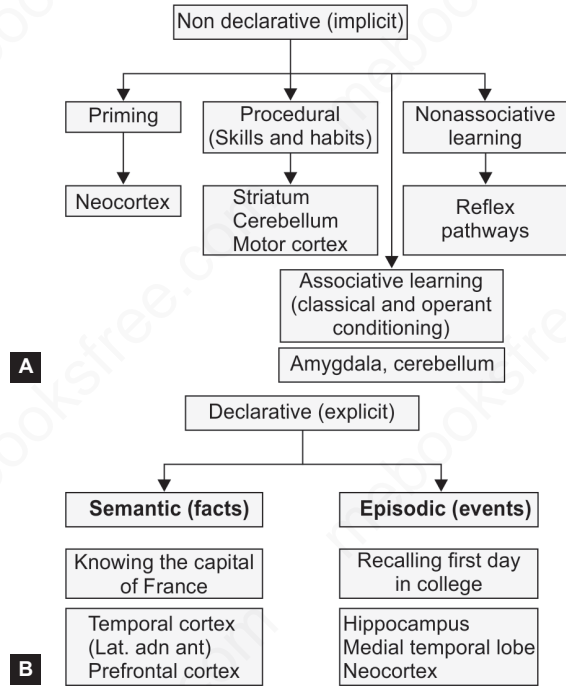 Non declarative (implicit)
Priming
Procedural
(Skills and habits)
Nonassociative
learning
Neocortex
Striatum
Cerebellum
Motor cortex
Reflex
pathways
Associative learning
(classical and operant
conditioning)
Amygdala, cerebellum
A
Declarative (explicit)
Semantic (facts)
Episodic (events)
Knowing the capital
of France
Recalling first day
in college
Temporal cortex
(Lat. adn ant)
Prefrontal cortex
Hippocampus
Medial temporal lobe
Neocortex
B